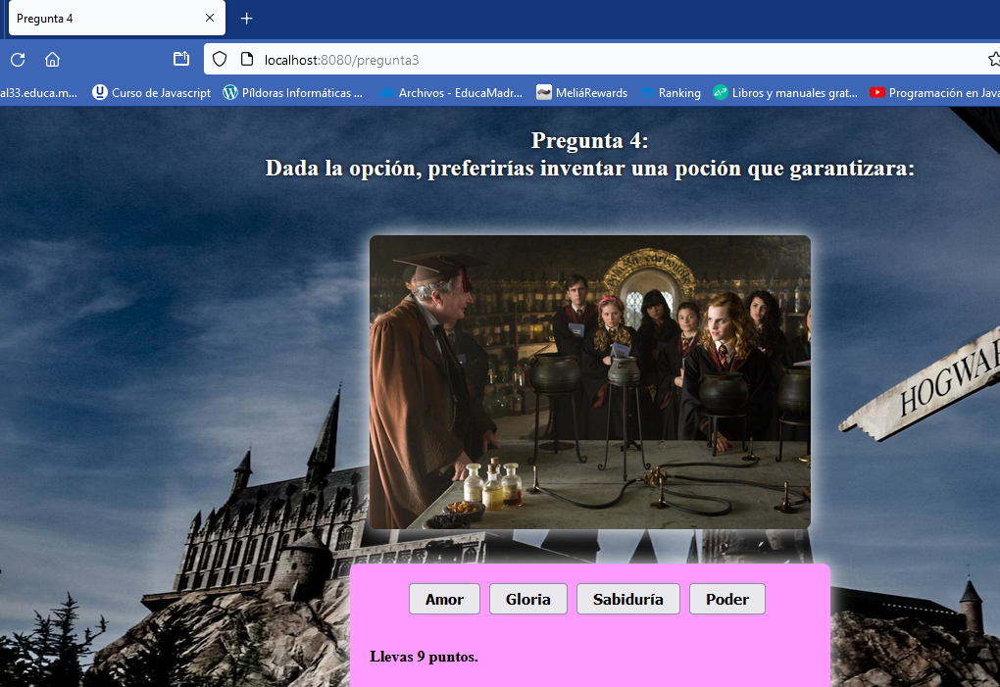 Pregunta 4
localhost:8080/pregunta3
al33.educa.m... Curso de Javascript Píldoras Informáticas ... Archivos - EducaMadr... MeliáRewards Ranking Libros y manuales grat... Programación en Java
Pregunta 4:
Dada la opción, preferirías inventar una poción que garantizara:
HOGWAR
Amor Gloria Sabiduría Poder
Llevas 9 puntos.